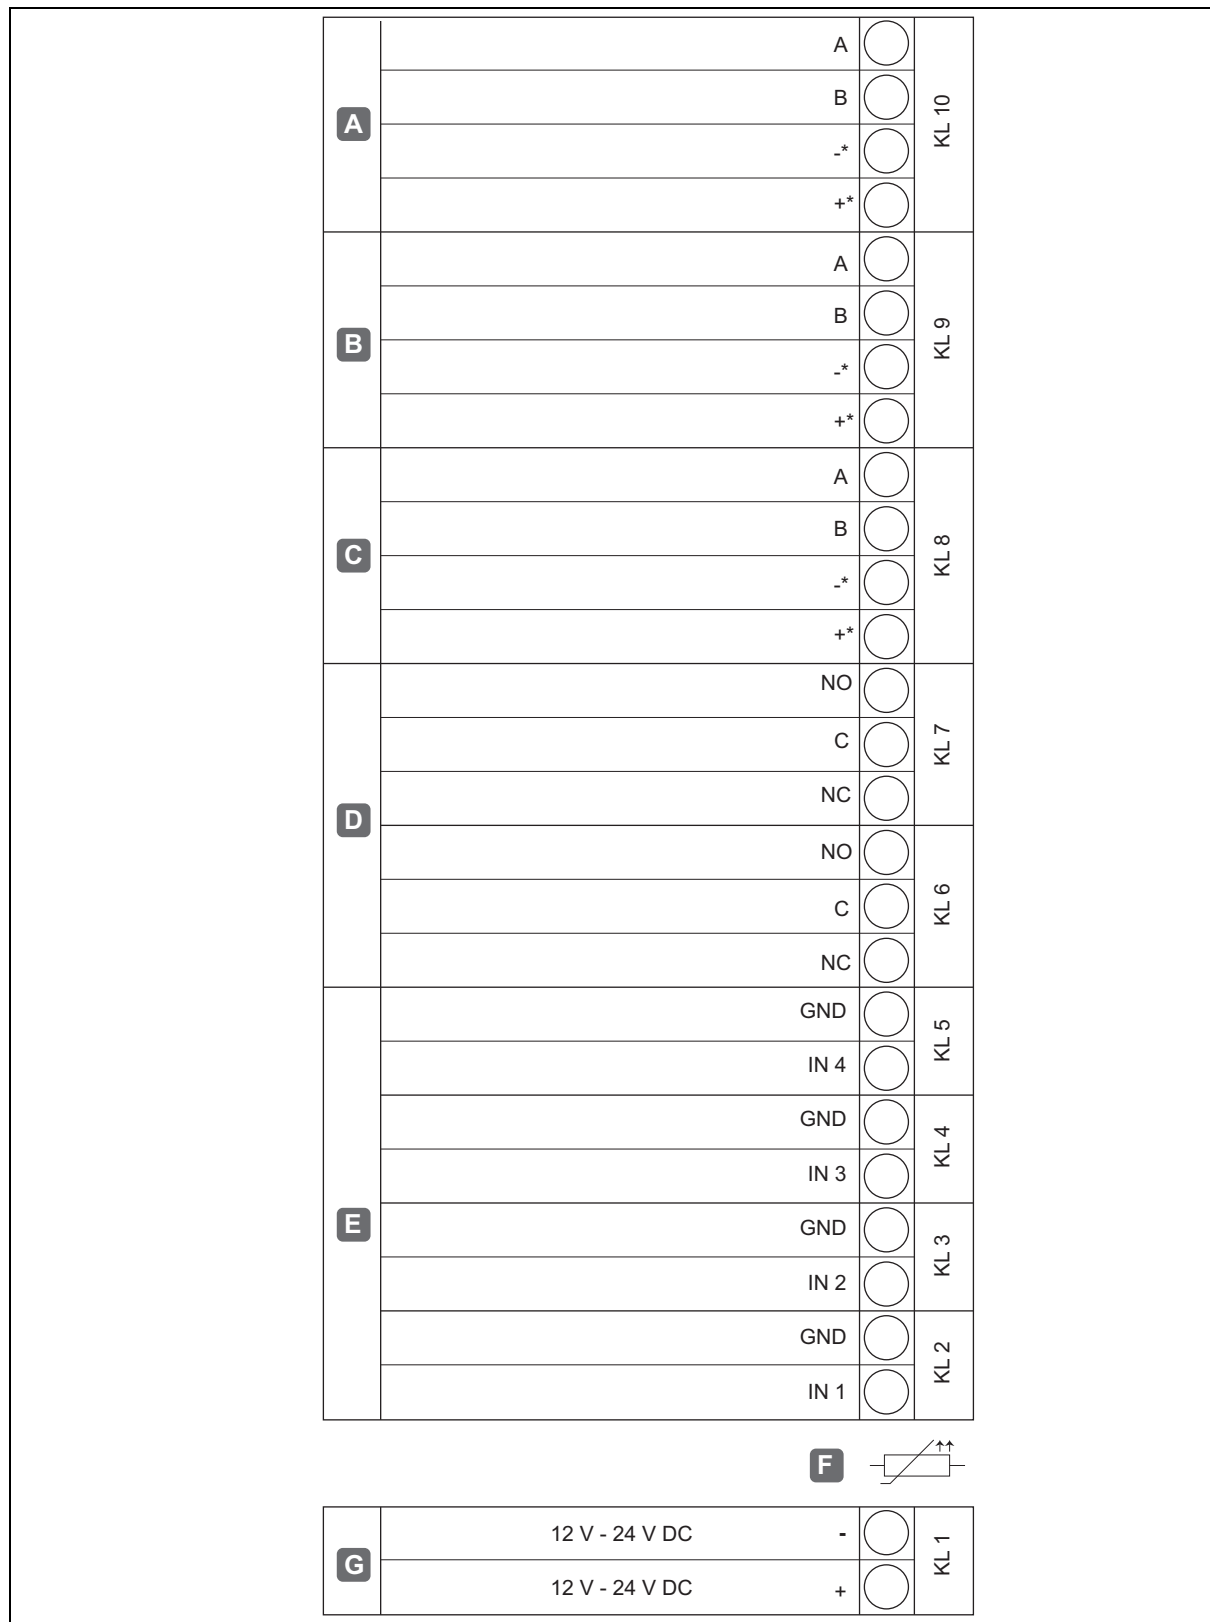 A
A
B
-*
+*
KL 10
B
A
B
-*
+*
KL 9
C
A
B
-*
+*
KL 8
D
NO
C
NC
KL 7
NO
C
NC
KL 6
E
GND
IN 4
KL 5
GND
IN 3
KL 4
GND
IN 2
KL 3
GND
IN 1
KL 2
F
G
12 V - 24 V DC -
12 V - 24 V DC +
KL 1